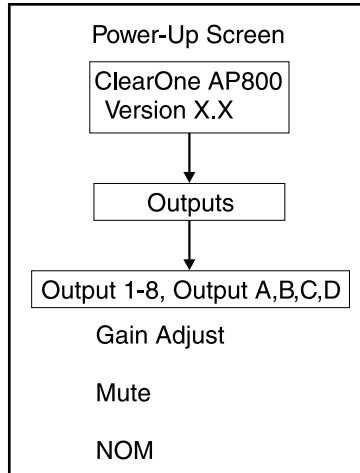 Power-Up Screen
ClearOne AP800
Version X.X
Outputs
Output 1-8, Output A,B,C,D
Gain Adjust
Mute
NOM